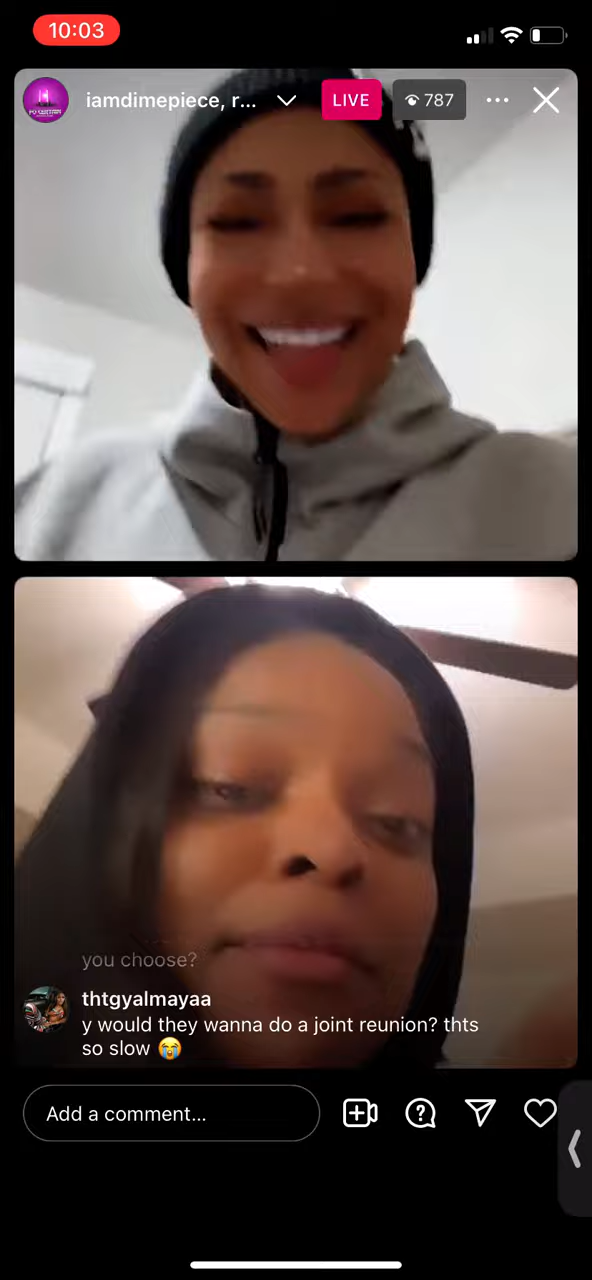 10:03
iamdimepiece, r...
LIVE
787
you choose?
thtgyalmayaa
y would they wanna do a joint reunion? thts
so slow 😭
Add a comment...